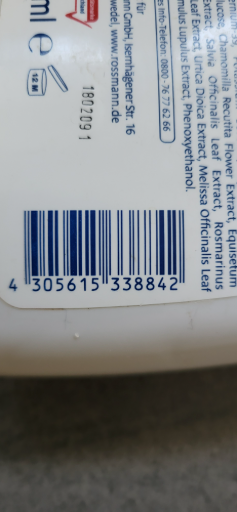 Glucoside, Chamomilla Recutita Flower Extract, Equisetum
Officinalis Leaf Extract, Rosmarinus
Leaf Extract, Urtica Dioica Extract, Melissa Officinalis Leaf
Humulus Lupulus Extract, Phenoxyethanol.
Info-Telefon: 0800-76 77 62 66
für
GmbH, Isernhägener Str. 16
www.rossmann.de
1802091
ml e
12 M
4 305615 338842